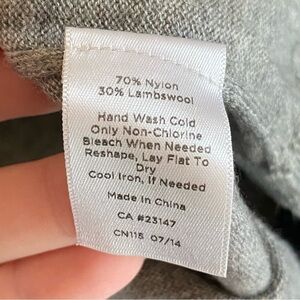 70% Nylon
30% Lambswool
Hand Wash Cold
Only Non-Chlorine
Bleach When Needed
Reshape, Lay Flat To
Dry
Cool Iron, If Needed
Made in China
CA #23147
CN115 07/14